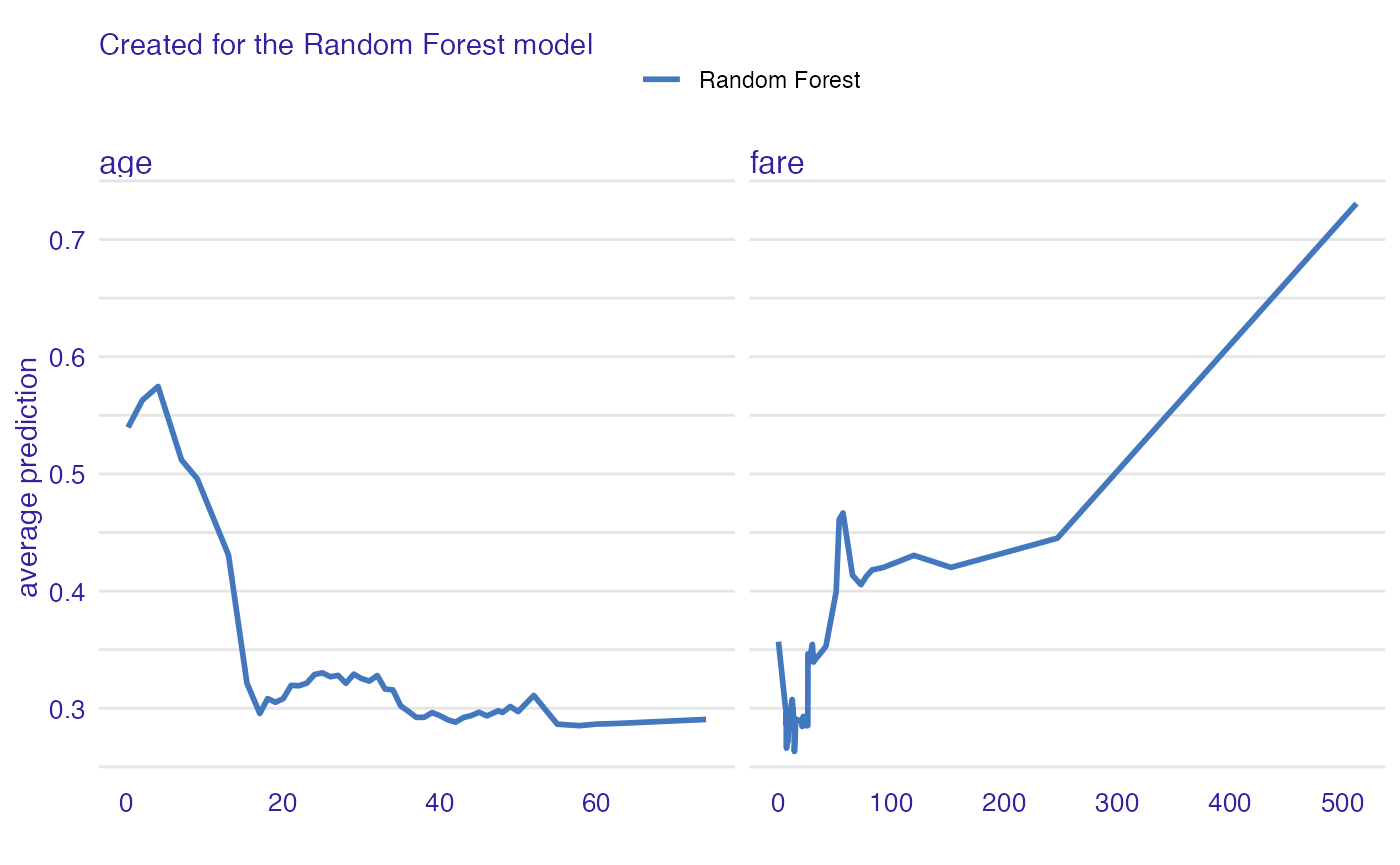 Created for the Random Forest model
Random Forest
age
fare
average prediction
0.7
0.6
0.5
0.4
0.3
0 20 40 60
0 100 200 300 400 500